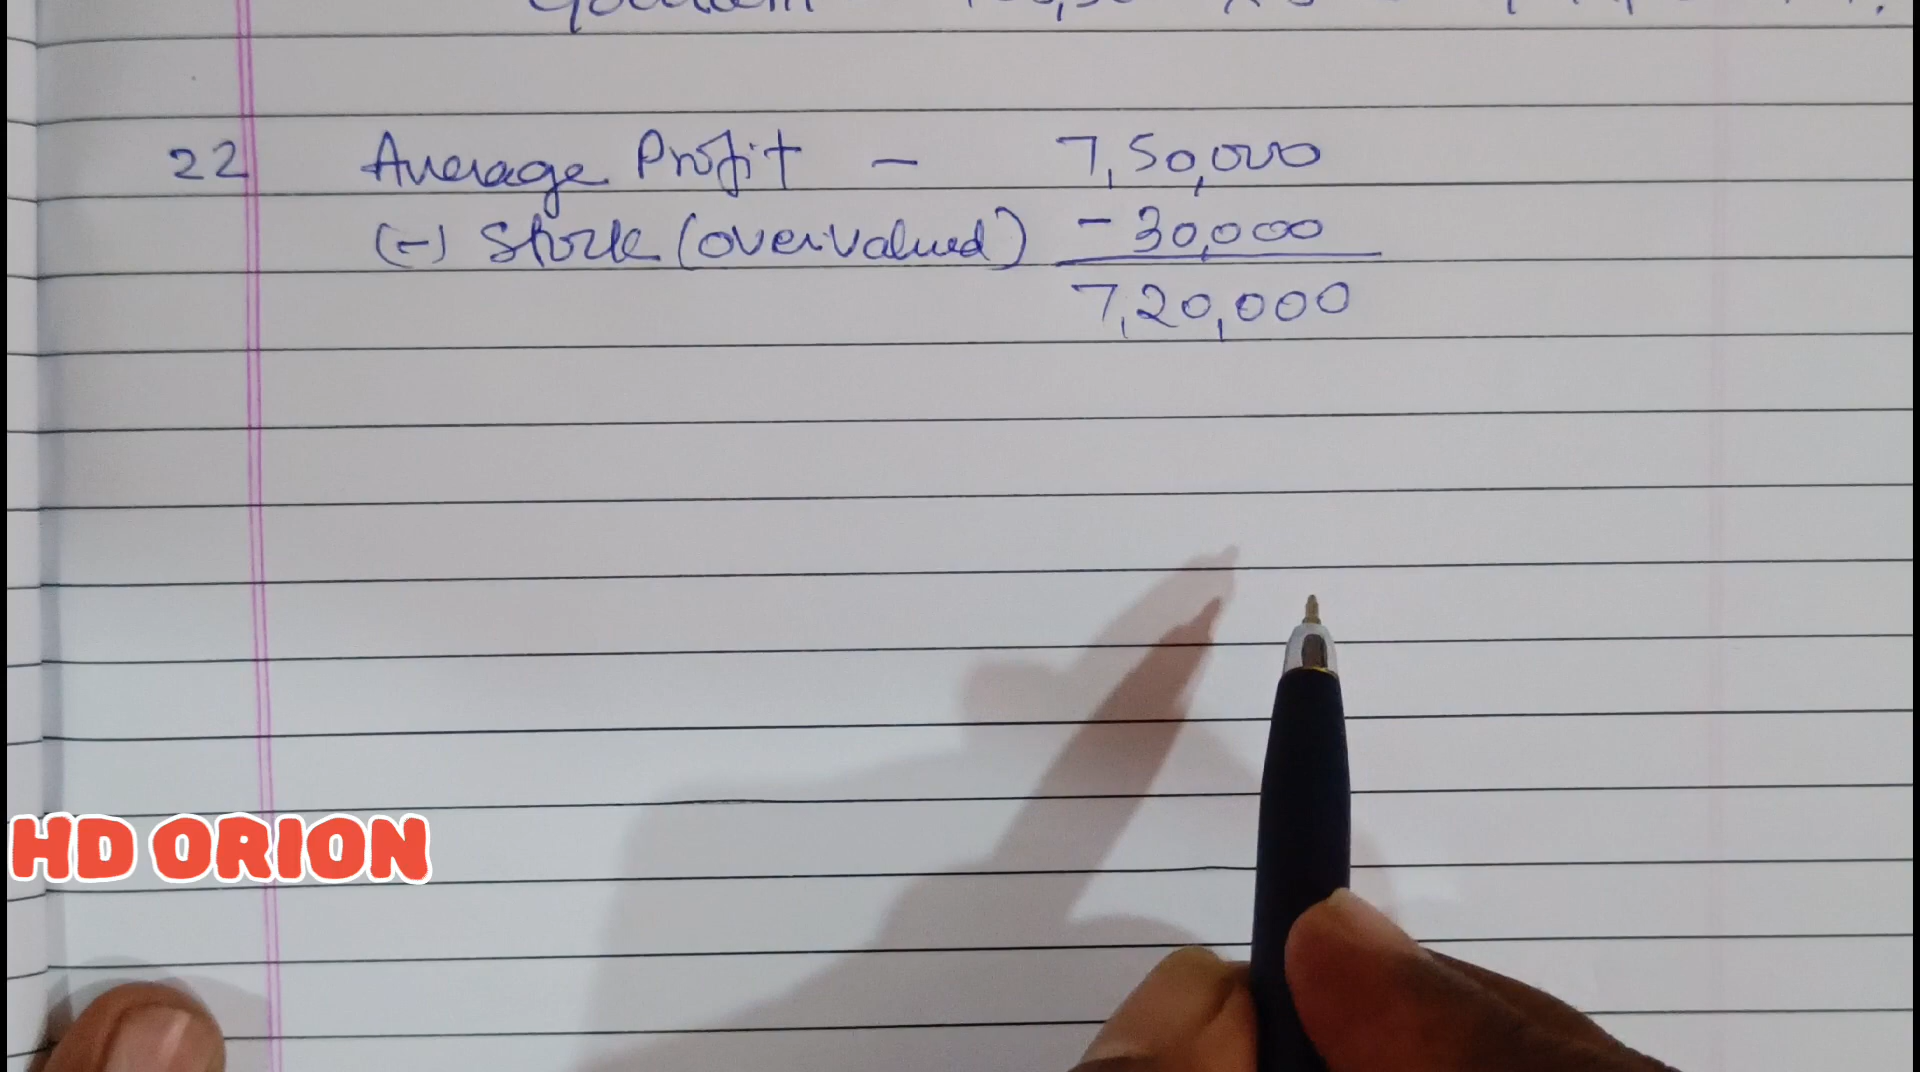 22 Average Profit – 7,50,000
(-) Stock (overvalued) - 30,000
7,20,000
HD ORION